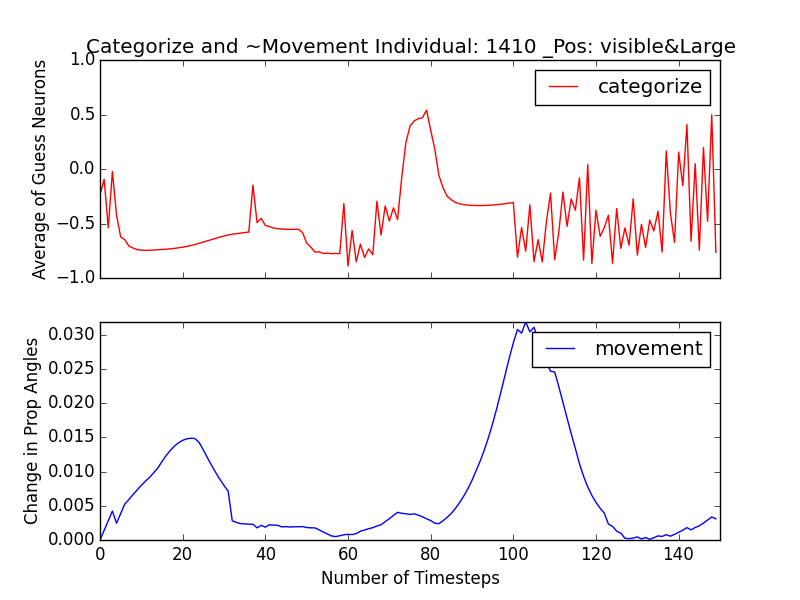 Categorize and ~Movement Individual: 1410 _Pos: visible&Large
1.0
0.5
0.0
−0.5
−1.0
Average of Guess Neurons
categorize
0.030
0.025
0.020
0.015
0.010
0.005
0.000
Change in Prop Angles
movement
0 20 40 60 80 100 120 140
Number of Timesteps